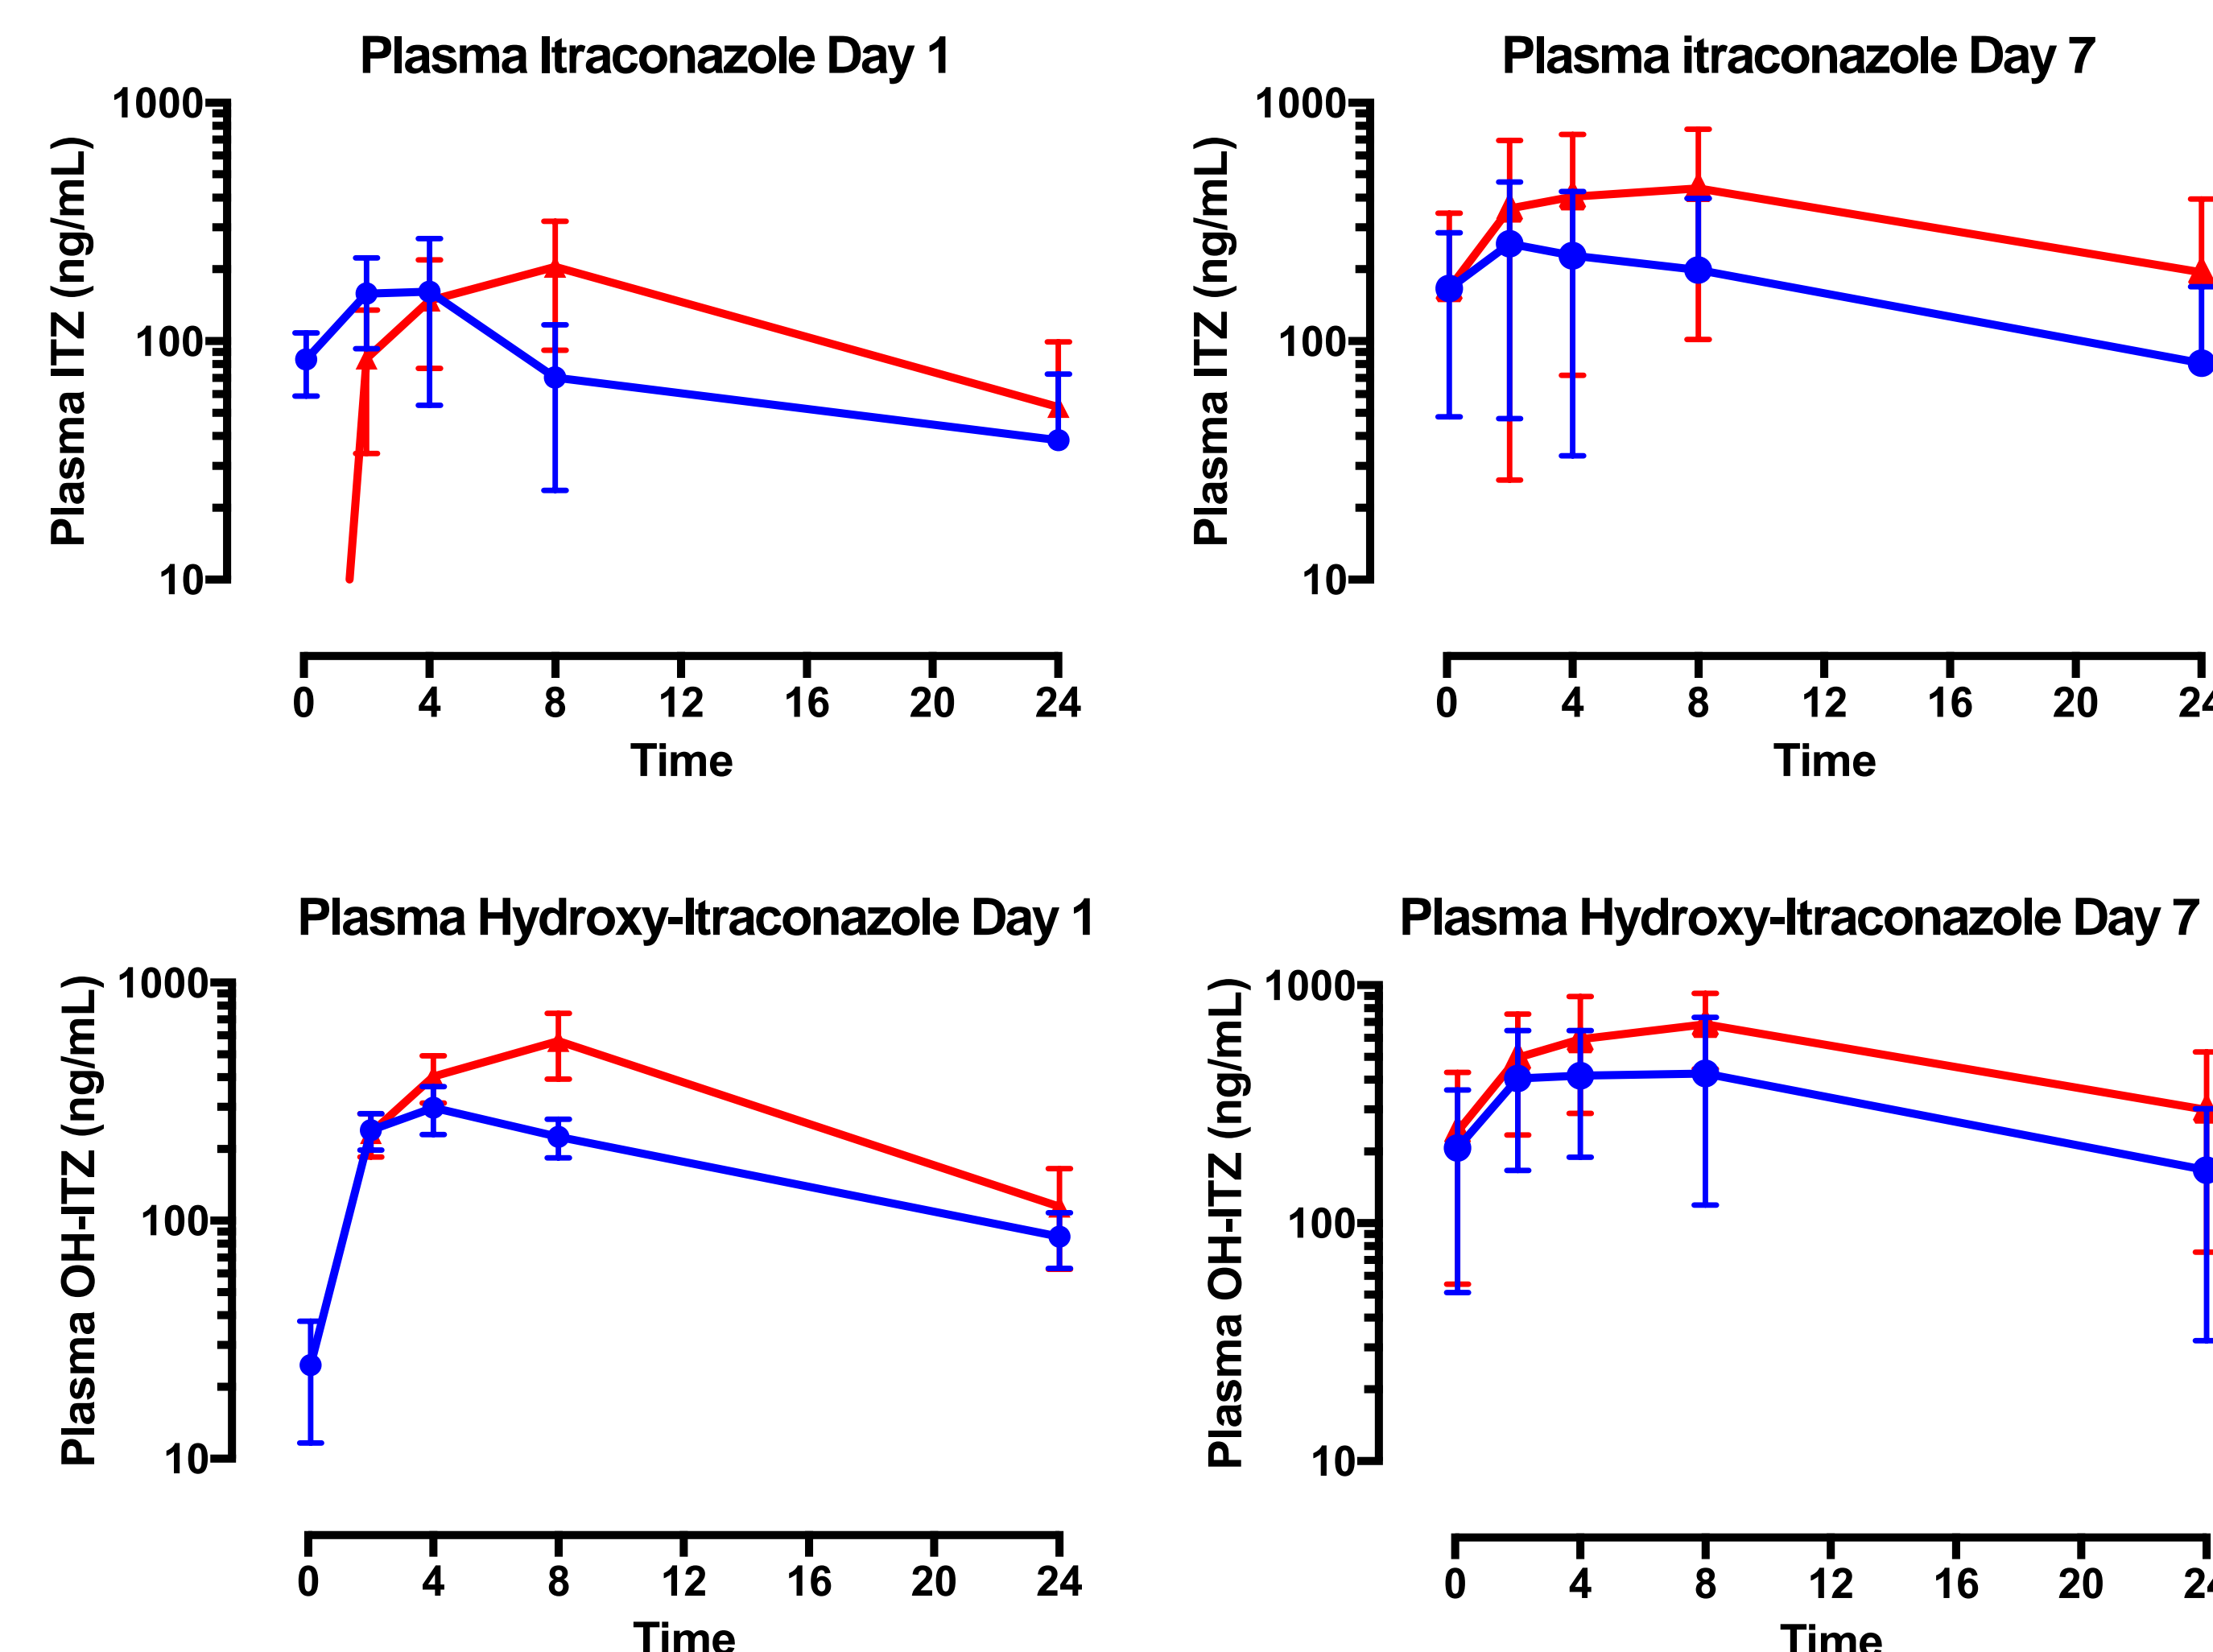 Plasma Itraconazole Day 1
Plasma ITZ (ng/mL)
1000
100
10
0 4 8 12 16 20 24
Time
Plasma itraconazole Day 7
Plasma ITZ (ng/mL)
1000
100
10
0 4 8 12 16 20 24
Time
Plasma Hydroxy-Itraconazole Day 1
Plasma OH-ITZ (ng/mL)
1000
100
10
0 4 8 12 16 20 24
Time
Plasma Hydroxy-Itraconazole Day 7
Plasma OH-ITZ (ng/mL)
1000
100
10
0 4 8 12 16 20 24
Time